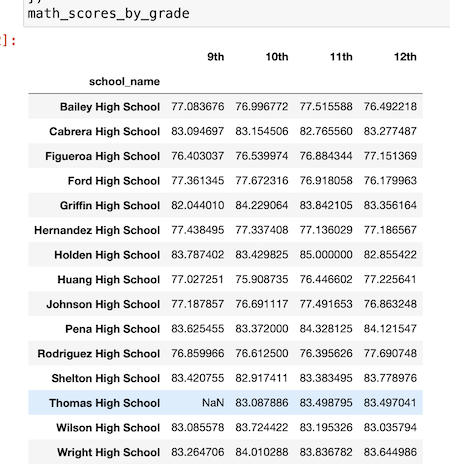 math_scores_by_grade
]:
9th 10th 11th 12th
school_name
Bailey High School 77.083676 76.996772 77.515588 76.492218
Cabrera High School 83.094697 83.154506 82.765560 83.277487
Figueroa High School 76.403037 76.539974 76.884344 77.151369
Ford High School 77.361345 77.672316 76.918058 76.179963
Griffin High School 82.044010 84.229064 83.842105 83.356164
Hernandez High School 77.438495 77.337408 77.136029 77.186567
Holden High School 83.787402 83.429825 85.000000 82.855422
Huang High School 77.027251 75.908735 76.446602 77.225641
Johnson High School 77.187857 76.691117 77.491653 76.863248
Pena High School 83.625455 83.372000 84.328125 84.121547
Rodriguez High School 76.859966 76.612500 76.395626 77.690748
Shelton High School 83.420755 82.917411 83.383495 83.778976
Thomas High School NaN 83.087886 83.498795 83.497041
Wilson High School 83.085578 83.724422 83.195326 83.035794
Wright High School 83.264706 84.010288 83.836782 83.644986